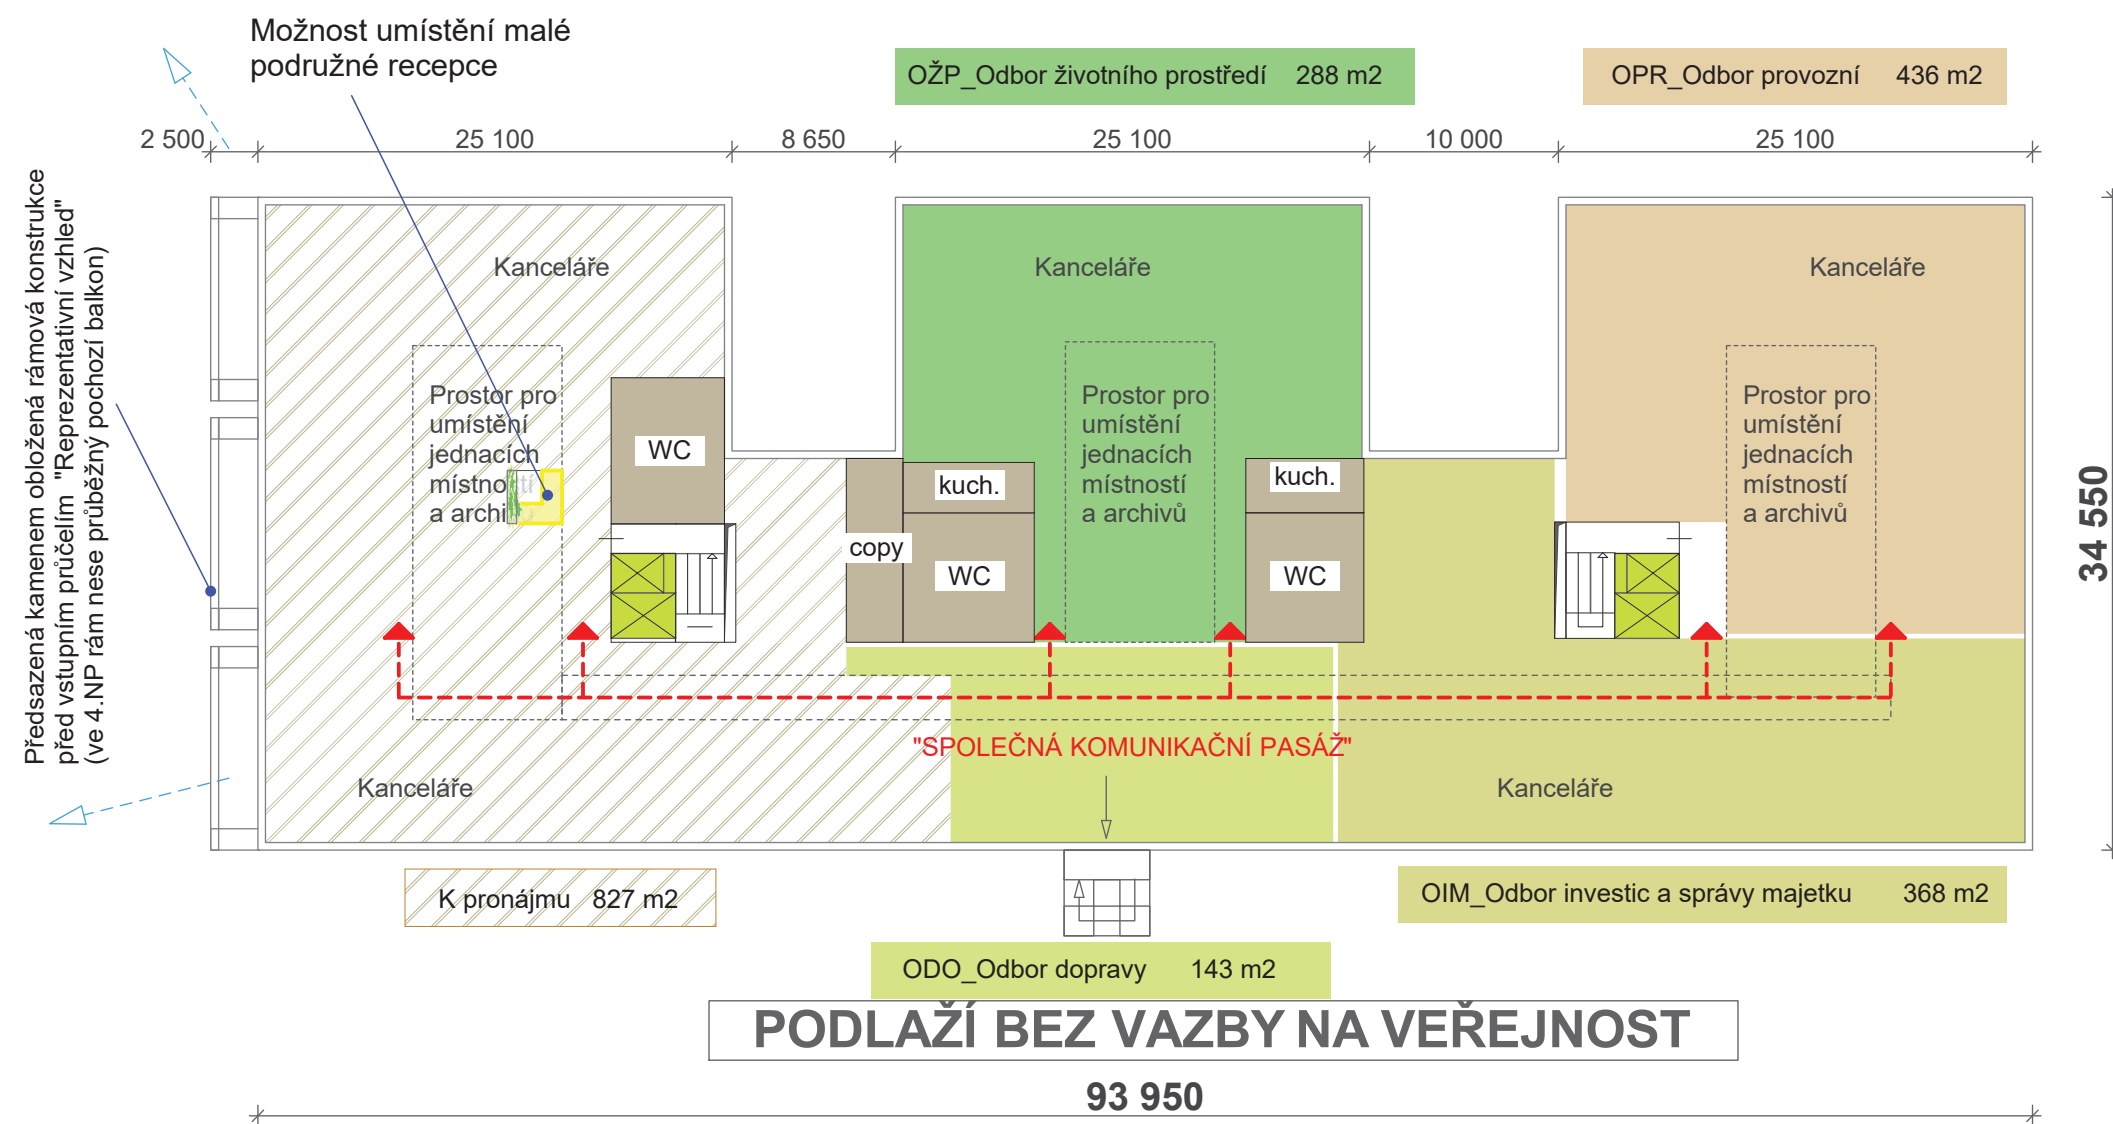 Možnost umístění malé
podružné recepce
OŽP_Odbor životního prostředí 288 m2
OPR_Odbor provozní 436 m2
2 500
25 100
8 650
25 100
10 000
25 100
Předsazená kamenem obložená rámová konstrukce
před vstupním průčelím "Reprezentativní vzhled"
(ve 4.NP rám nese průběžný pochozí balkon)
Kanceláře
Kanceláře
Kanceláře
Prostor pro
umístění
jednacích
místností
a archivů
WC
Prostor pro
umístění
jednacích
místností
a archivů
Prostor pro
umístění
jednacích
místností
a archivů
kuch.
kuch.
copy
WC
WC
34 550
"SPOLEČNÁ KOMUNIKAČNÍ PASÁŽ"
Kanceláře
Kanceláře
K pronájmu 827 m2
OIM_Odbor investic a správy majetku 368 m2
ODO_Odbor dopravy 143 m2
PODLAŽÍ BEZ VAZBY NA VEŘEJNOST
93 950